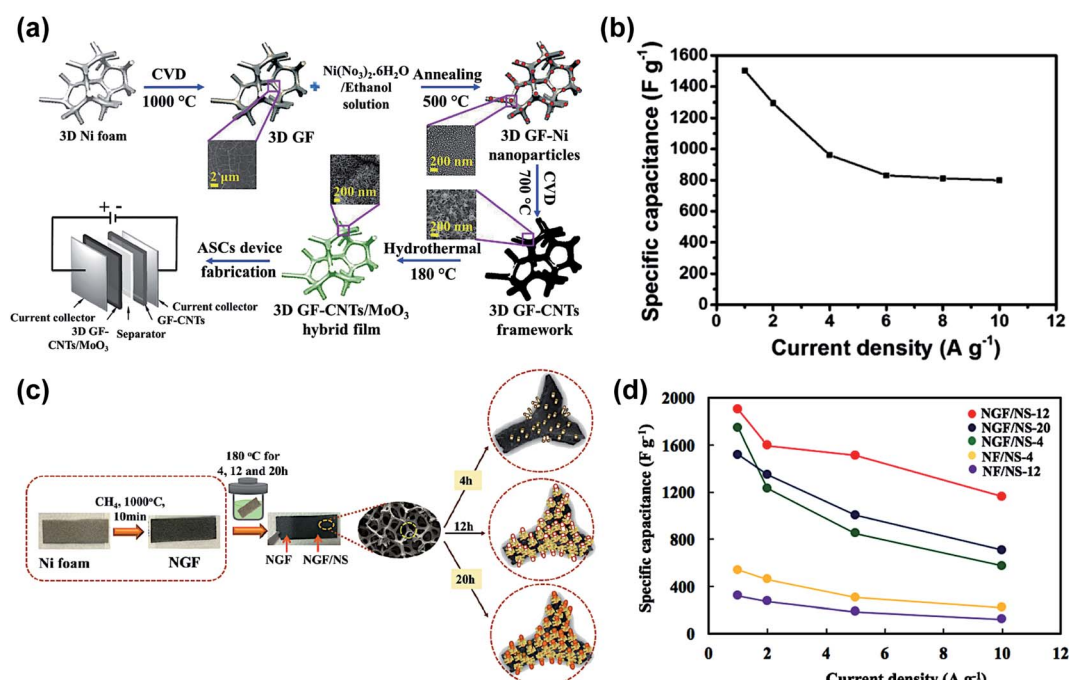 (a)
3D Ni foam
CVD
1000 °C
3D GF
+
Ni(No₃)₂.6H₂O
/Ethanol
solution
Annealing
500 °C
3D GF-Ni
nanoparticles
2 μm
200 nm
CVD
700 °C
200 nm
200 nm
3D GF-CNTs
framework
Hydrothermal
180 °C
3D GF-CNTs/MoO₃
hybrid film
ASCs device
fabrication
+ -
Current collector
GF-CNTs
Separator
3D GF-
CNTs/MoO₃
Current collector
(b)
Specific capacitance (F g⁻¹)
1600
1400
1200
1000
800
600
400
200
0
0 2 4 6 8 10 12
Current density (A g⁻¹)
(c)
Ni foam
CH₄, 1000°C,
10min
NGF
180 °C for
4, 12 and 20h
NGF
NGF/NS
4h
12h
20h
(d)
Specific capacitance (F g⁻¹)
2000
1600
1200
800
400
0
0 2 4 6 8 10 12
NGF/NS-12
NGF/NS-20
NGF/NS-4
NF/NS-4
NF/NS-12
Current density (A g⁻¹)